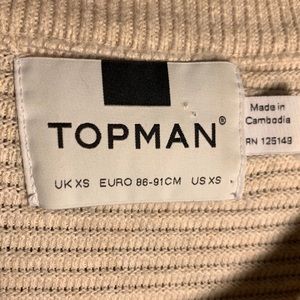 TOPMAN®
UK XS EURO 86-91CM US XS
Made in
Cambodia
RN 125149